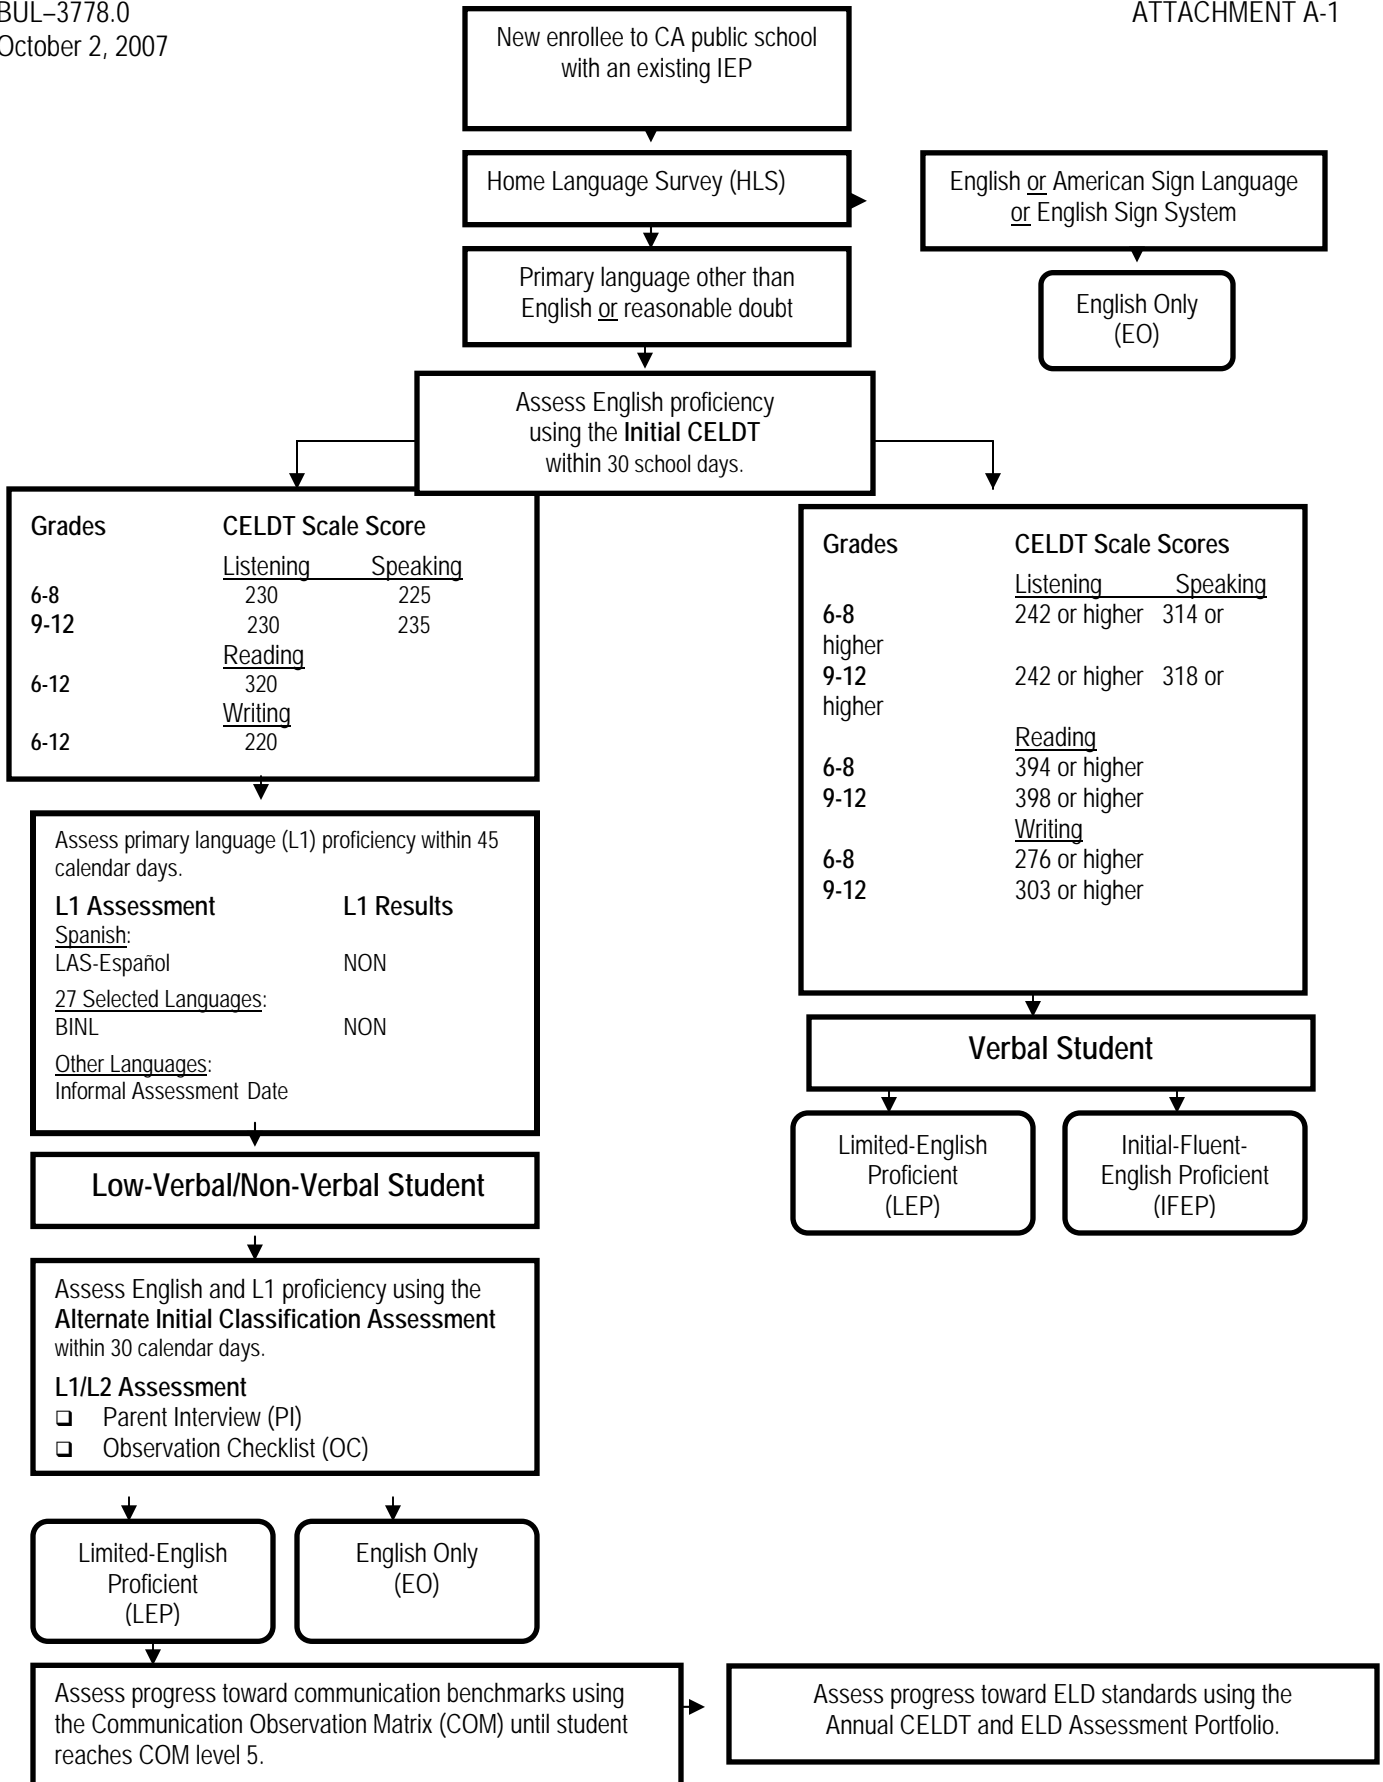 BUL–3778.0
October 2, 2007
ATTACHMENT A-1
New enrollee to CA public school
with an existing IEP
Home Language Survey (HLS)
English or American Sign Language
or English Sign System
Primary language other than
English or reasonable doubt
English Only
(EO)
Assess English proficiency
using the Initial CELDT
within 30 school days.
Grades CELDT Scale Score
Listening Speaking
6-8 230 225
9-12 230 235
Reading
6-12 320
Writing
6-12 220
Grades CELDT Scale Scores
Listening Speaking
6-8 242 or higher 314 or
higher
9-12 242 or higher 318 or
higher
Reading
6-8 394 or higher
9-12 398 or higher
Writing
6-8 276 or higher
9-12 303 or higher
Assess primary language (L1) proficiency within 45
calendar days.
L1 Assessment L1 Results
Spanish:
LAS-Español NON
27 Selected Languages:
BINL NON
Other Languages:
Informal Assessment Date
Verbal Student
Limited-English
Proficient
(LEP)
Initial-Fluent-
English Proficient
(IFEP)
Low-Verbal/Non-Verbal Student
Assess English and L1 proficiency using the
Alternate Initial Classification Assessment
within 30 calendar days.
L1/L2 Assessment
❑ Parent Interview (PI)
❑ Observation Checklist (OC)
Limited-English
Proficient
(LEP)
English Only
(EO)
Assess progress toward communication benchmarks using
the Communication Observation Matrix (COM) until student
reaches COM level 5.
Assess progress toward ELD standards using the
Annual CELDT and ELD Assessment Portfolio.